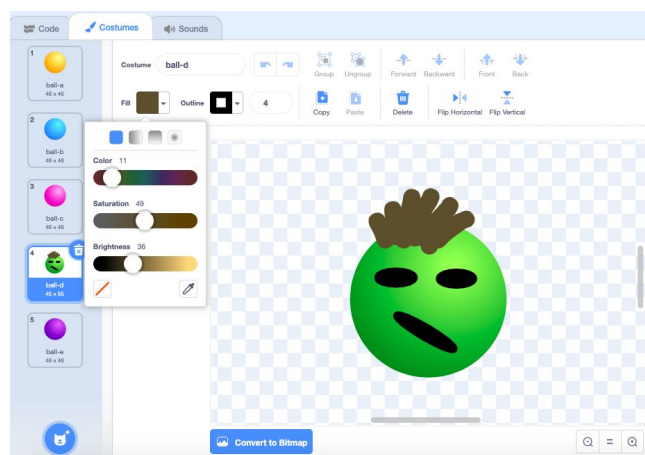 Code Costumes Sounds
1
ball-a
46 x 46
2
ball-b
46 x 46
3
ball-c
46 x 46
4
ball-d
46 x 55
5
ball-e
46 x 46
Costume ball-d
Group Ungroup Forward Backward Front Back
Fill Outline 4
Copy Paste Delete Flip Horizontal Flip Vertical
Color 11
Saturation 49
Brightness 36
Convert to Bitmap